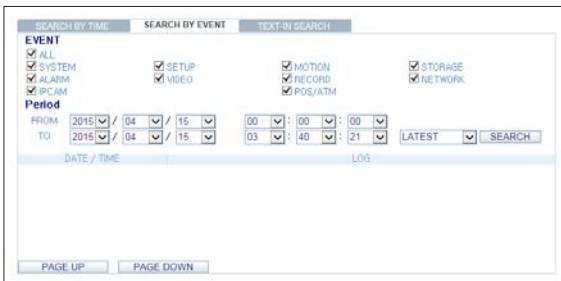 SEARCH BY TIME SEARCH BY EVENT TEXT-IN SEARCH
EVENT
ALL
SYSTEM SETUP MOTION STORAGE
ALARM VIDEO RECORD NETWORK
IPCAM POS/ATM
Period
FROM 2015 / 04 / 15 00 : 00 : 00
TO 2015 / 04 / 15 03 : 40 : 21 LATEST SEARCH
DATE / TIME LOG
PAGE UP PAGE DOWN